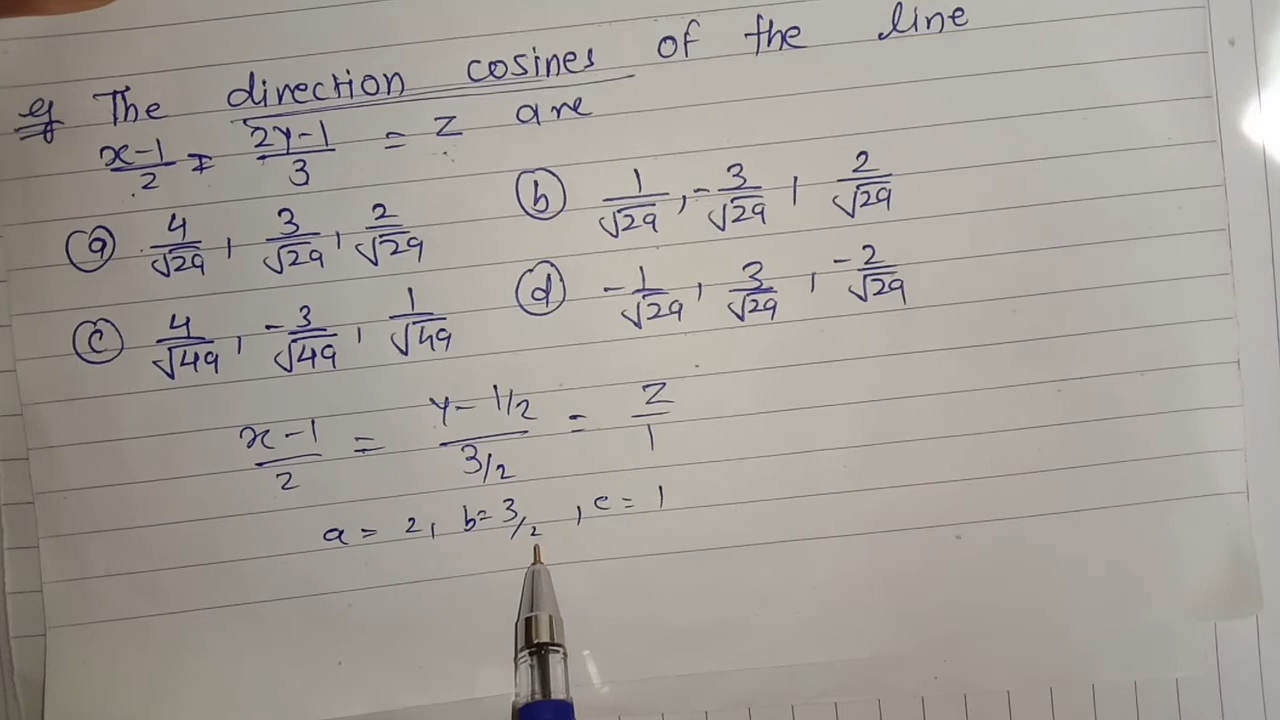 eg The direction cosines of the line
x-1/2 = 2y-1/3 = z are
(a) 4/√29, 3/√29, 2/√29 (b) 1/√29, -3/√29, 2/√29
(c) 4/√49, -3/√49, 1/√49 (d) -1/√29, 3/√29, -2/√29
x-1/2 = y-1/2/3/2 = z/1
a = 2, b = 3/2, c = 1